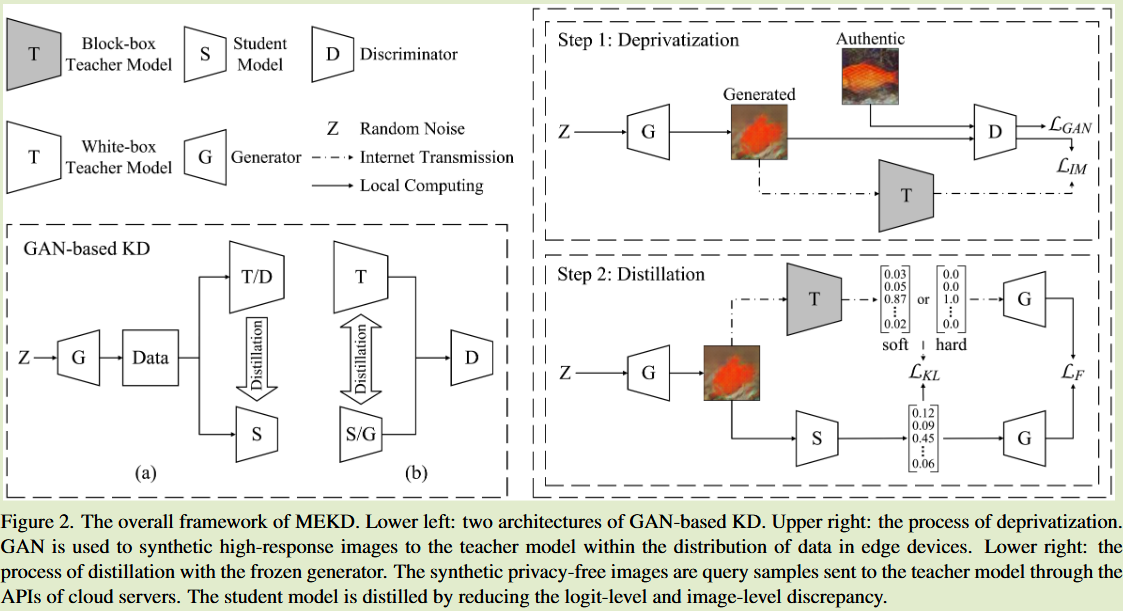 T
Block-box
Teacher Model
S
Student
Model
D
Discriminator
T
White-box
Teacher Model
G
Generator
Z Random Noise
Internet Transmission
Local Computing
GAN-based KD
Z
G
Data
T/D
Distillation
S
(a)
T
Distillation
S/G
D
(b)
Step 1: Deprivatization
Authentic
Generated
Z
G
D
ℒGAN
ℒIM
T
Step 2: Distillation
T
0.03
0.05
0.87
⋮
0.02
soft
or
0.0
0.0
1.0
⋮
0.0
hard
G
Z
G
ℒKL
ℒF
S
0.12
0.09
0.45
⋮
0.06
G
Figure 2. The overall framework of MEKD. Lower left: two architectures of GAN-based KD. Upper right: the process of deprivatization.
GAN is used to synthetic high-response images to the teacher model within the distribution of data in edge devices. Lower right: the
process of distillation with the frozen generator. The synthetic privacy-free images are query samples sent to the teacher model through the
APIs of cloud servers. The student model is distilled by reducing the logit-level and image-level discrepancy.